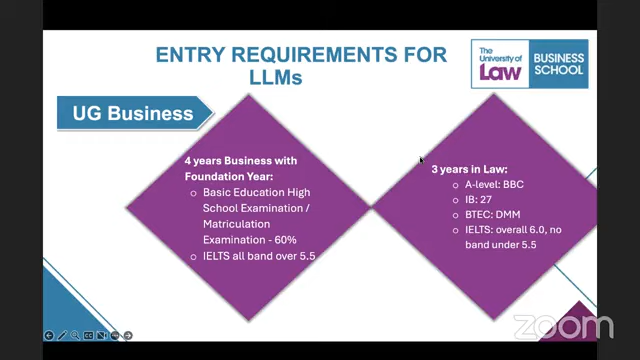 ENTRY REQUIREMENTS FOR
LLMs
The
University of
Law
BUSINESS
SCHOOL
UG Business
4 years Business with
Foundation Year:
o Basic Education High
School Examination /
Matriculation
Examination - 60%
o IELTS all band over 5.5
3 years in Law:
o A-level: BBC
o IB: 27
o BTEC: DMM
o IELTS: overall 6.0, no
band under 5.5
zoom